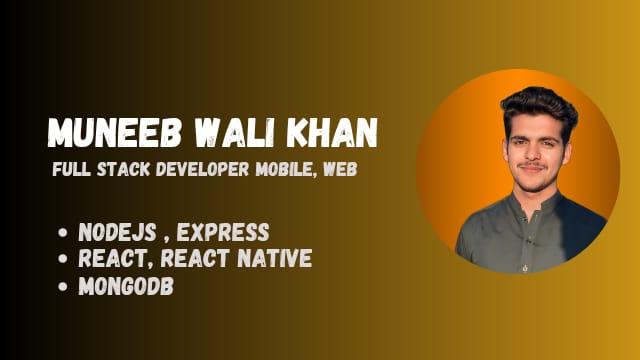 MUNEEB WALI KHAN
FULL STACK DEVELOPER MOBILE, WEB
• NODEJS , EXPRESS
• REACT, REACT NATIVE
• MONGODB